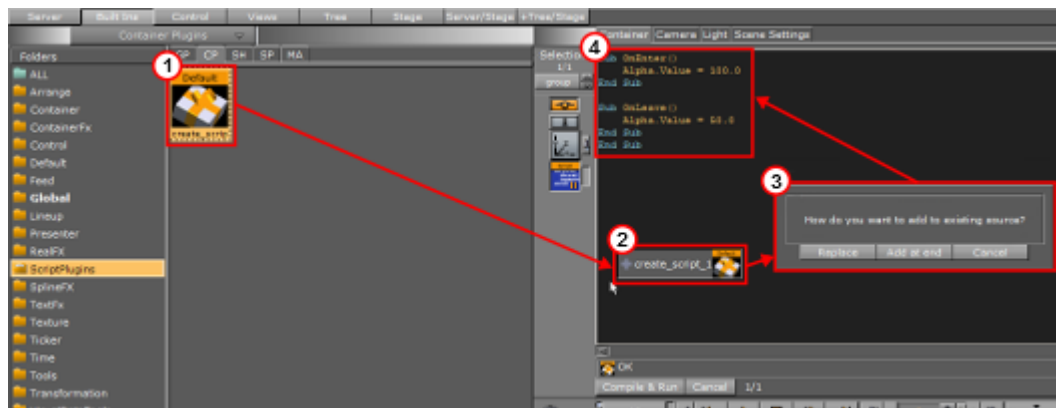 Server Built Ins Control Views Tree Stage Server/Stage +Tree/Stage
Container Plugins
Container Camera Light Scene Settings
Folders
GP CP SH SP MA
Selection
1/1
group
ALL
Arrange
Container
ContainerFx
Control
Default
Feed
Global
Lineup
Presenter
RealFX
ScriptPlugins
SplineFX
TextFx
Texture
Ticker
Time
Tools
Transformation
1
Default
create_scrip
4
Sub OnEnter()
Alpha.Value = 100.0
End Sub
Sub OnLeave()
Alpha.Value = 50.0
End Sub
End Sub
3
How do you want to add to existing source?
Replace Add at end Cancel
2
create_script_1
OK
Compile & Run Cancel 1/1